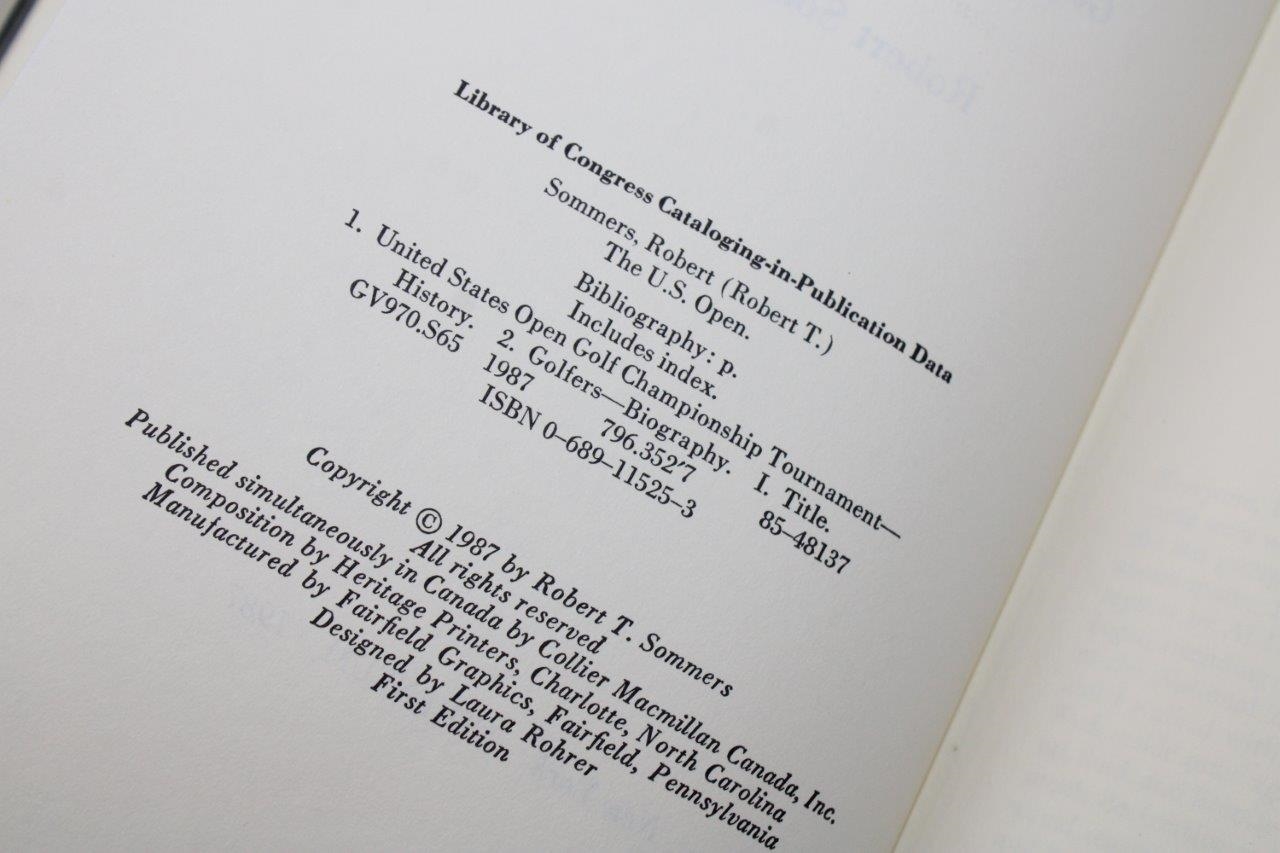 Library of Congress Cataloging-in-Publication Data
Sommers, Robert (Robert T.)
The U.S. Open.
Bibliography: p.
Includes index.
1. United States Open Golf Championship Tournament—
History. 2. Golfers—Biography. I. Title.
GV970.S65 1987 796.352'7 85–48137
ISBN 0–689–11525–3
Copyright © 1987 by Robert T. Sommers
All rights reserved
Published simultaneously in Canada by Collier Macmillan Canada, Inc.
Composition by Heritage Printers, Charlotte, North Carolina
Manufactured by Fairfield Graphics, Fairfield, Pennsylvania
Designed by Laura Rohrer
First Edition